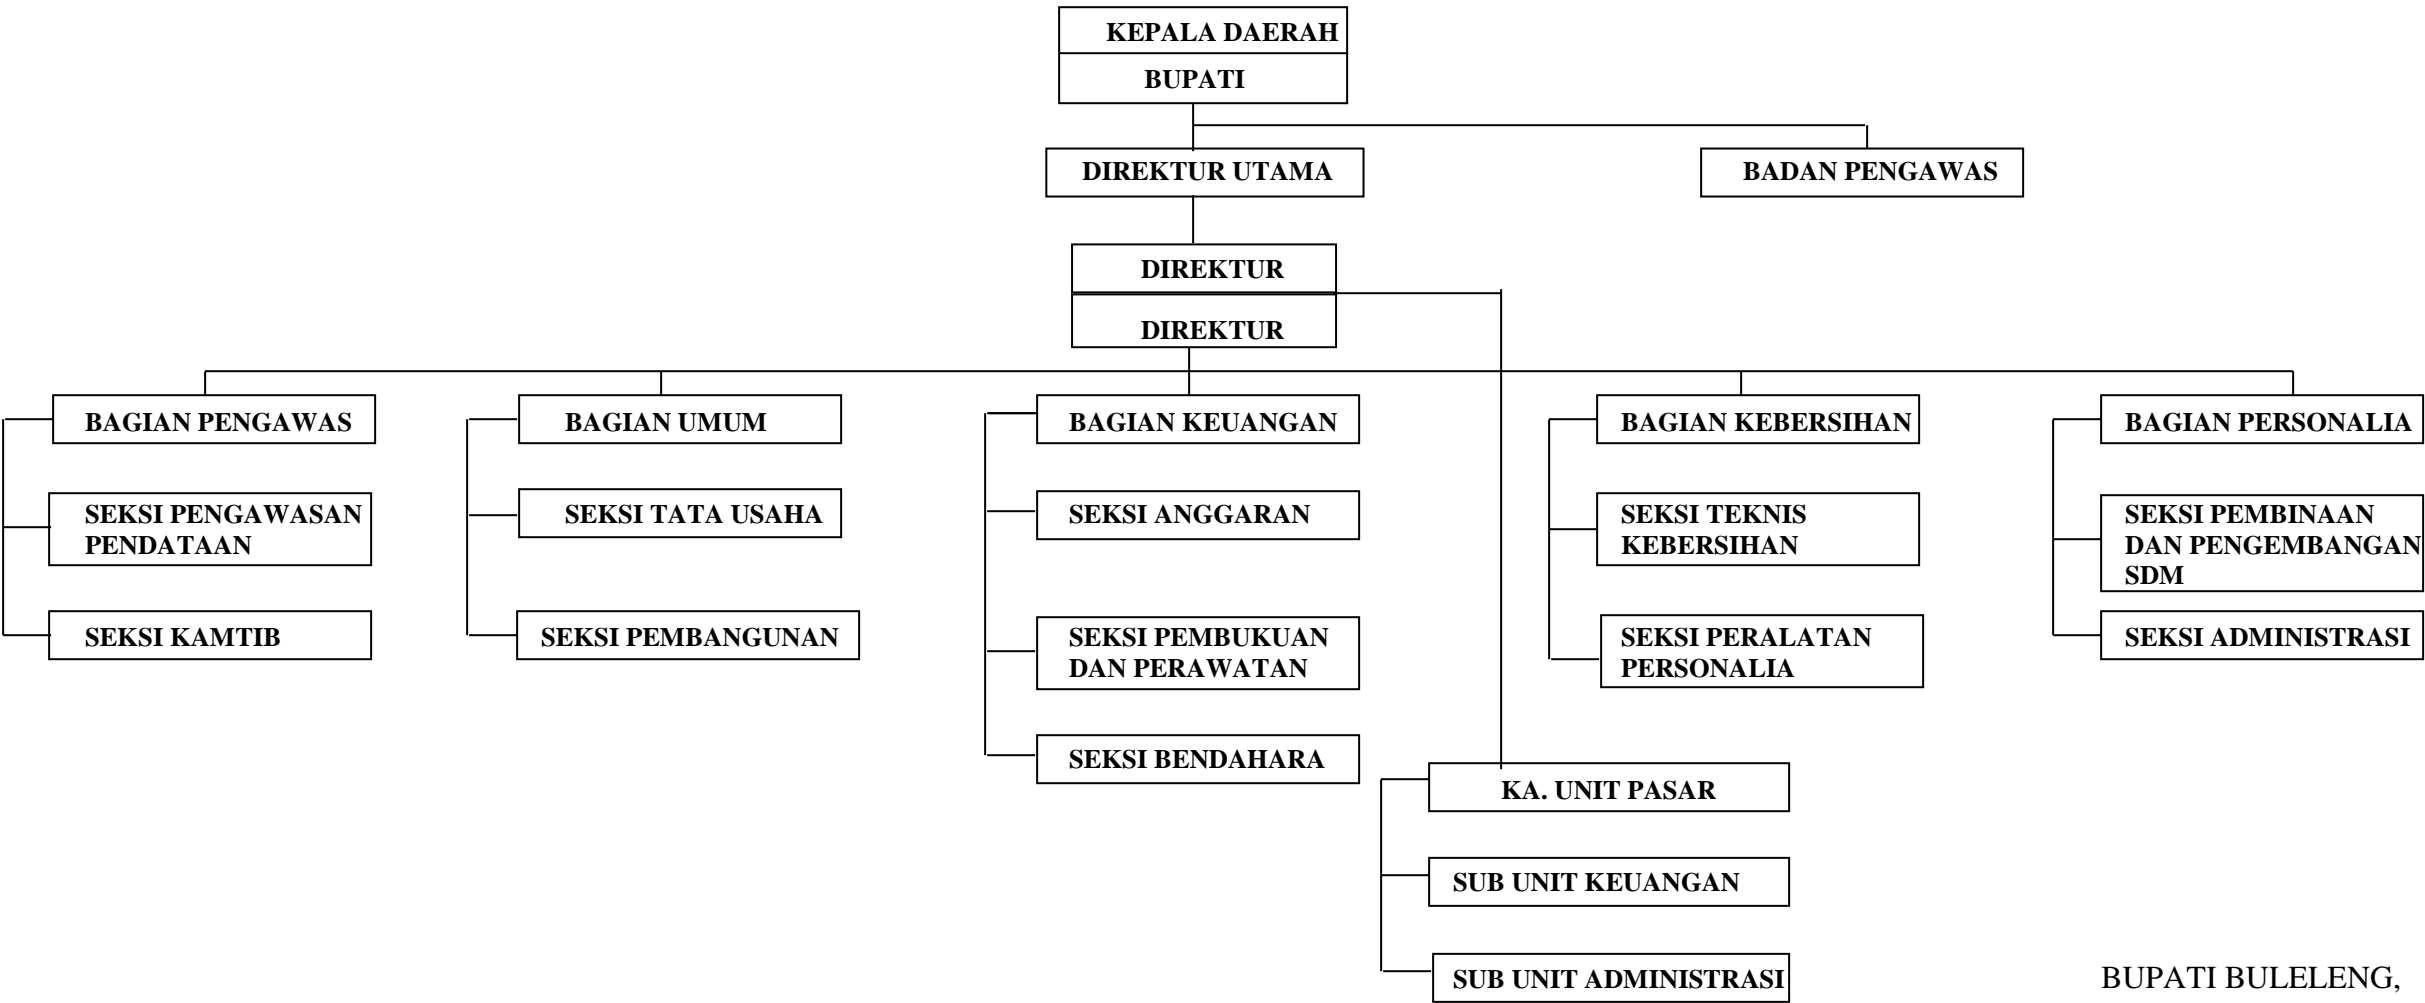 KEPALA DAERAH
BUPATI
DIREKTUR UTAMA
BADAN PENGAWAS
DIREKTUR
DIREKTUR
BAGIAN PENGAWAS
BAGIAN UMUM
BAGIAN KEUANGAN
BAGIAN KEBERSIHAN
BAGIAN PERSONALIA
SEKSI PENGAWASAN
PENDATAAN
SEKSI TATA USAHA
SEKSI ANGGARAN
SEKSI TEKNIS
KEBERSIHAN
SEKSI PEMBINAAN
DAN PENGEMBANGAN
SDM
SEKSI KAMTIB
SEKSI PEMBANGUNAN
SEKSI PEMBUKUAN
DAN PERAWATAN
SEKSI PERALATAN
PERSONALIA
SEKSI ADMINISTRASI
SEKSI BENDAHARA
KA. UNIT PASAR
SUB UNIT KEUANGAN
SUB UNIT ADMINISTRASI
BUPATI BULELENG,